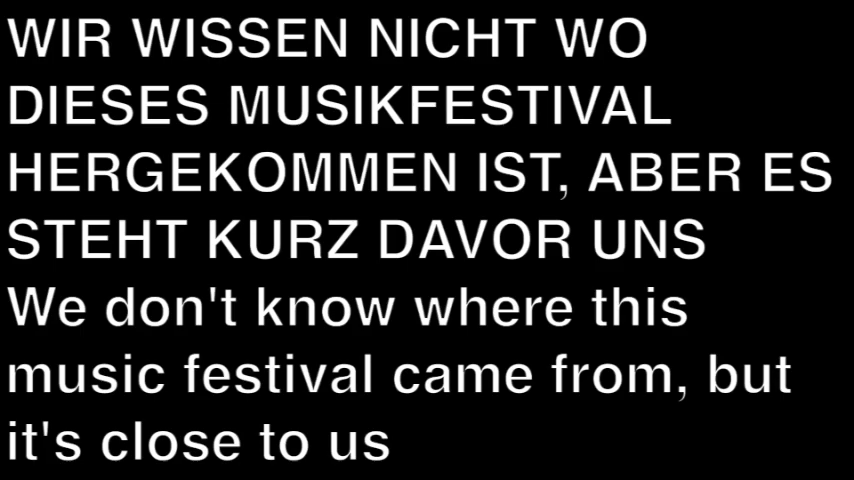 WIR WISSEN NICHT WO
DIESES MUSIKFESTIVAL
HERGEKOMMEN IST, ABER ES
STEHT KURZ DAVOR UNS
We don't know where this
music festival came from, but
it's close to us